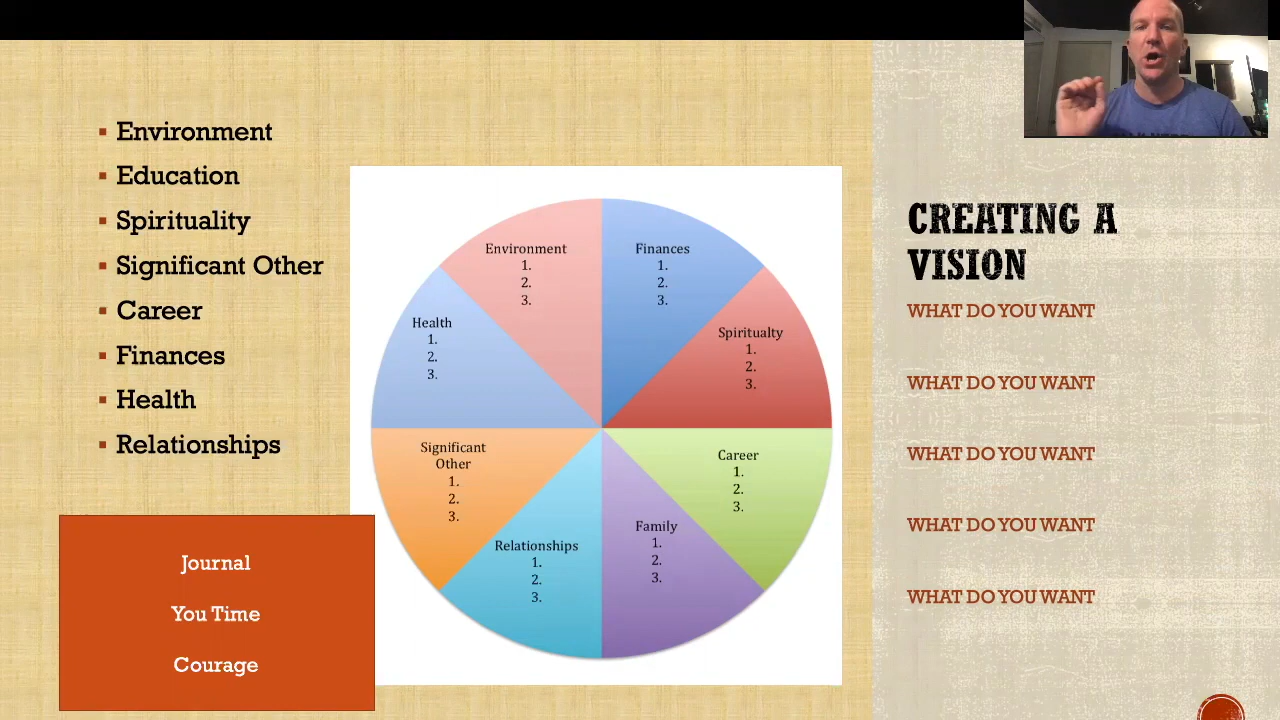 Environment
Education
Spirituality
Significant Other
Career
Finances
Health
Relationships
Journal
You Time
Courage
Environment
1.
2.
3.
Finances
1.
2.
3.
Health
1.
2.
3.
Spiritualty
1.
2.
3.
Significant
Other
1.
2.
3.
Career
1.
2.
3.
Relationships
1.
2.
3.
Family
1.
2.
3.
CREATING A
VISION
WHAT DO YOU WANT
WHAT DO YOU WANT
WHAT DO YOU WANT
WHAT DO YOU WANT
WHAT DO YOU WANT